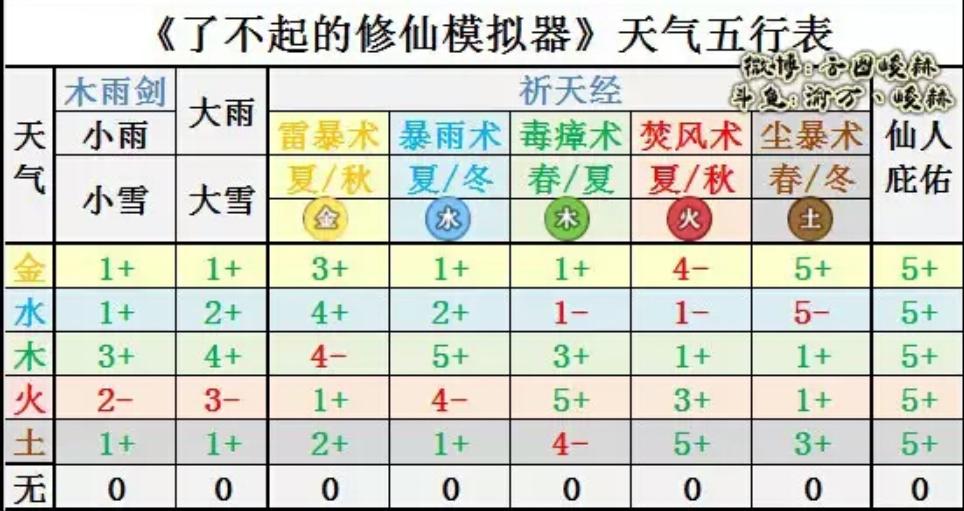 《了不起的修仙模拟器》天气五行表
微博:谷囧峻赫
斗鱼:渝万丶峻赫
天气 木雨剑 大雨 祈天经 仙人庇佑
小雨 雷暴术 暴雨术 毒瘴术 焚风术 尘暴术
小雪 大雪 夏/秋 夏/冬 春/夏 夏/秋 春/冬
金 水 木 火 土
金 1+ 1+ 3+ 1+ 1+ 4- 5+ 5+
水 1+ 2+ 4+ 2+ 1- 1- 5- 5+
木 3+ 4+ 4- 5+ 3+ 1+ 1+ 5+
火 2- 3- 1+ 4- 5+ 3+ 1+ 5+
土 1+ 1+ 2+ 1+ 4- 5+ 3+ 5+
无 0 0 0 0 0 0 0 0